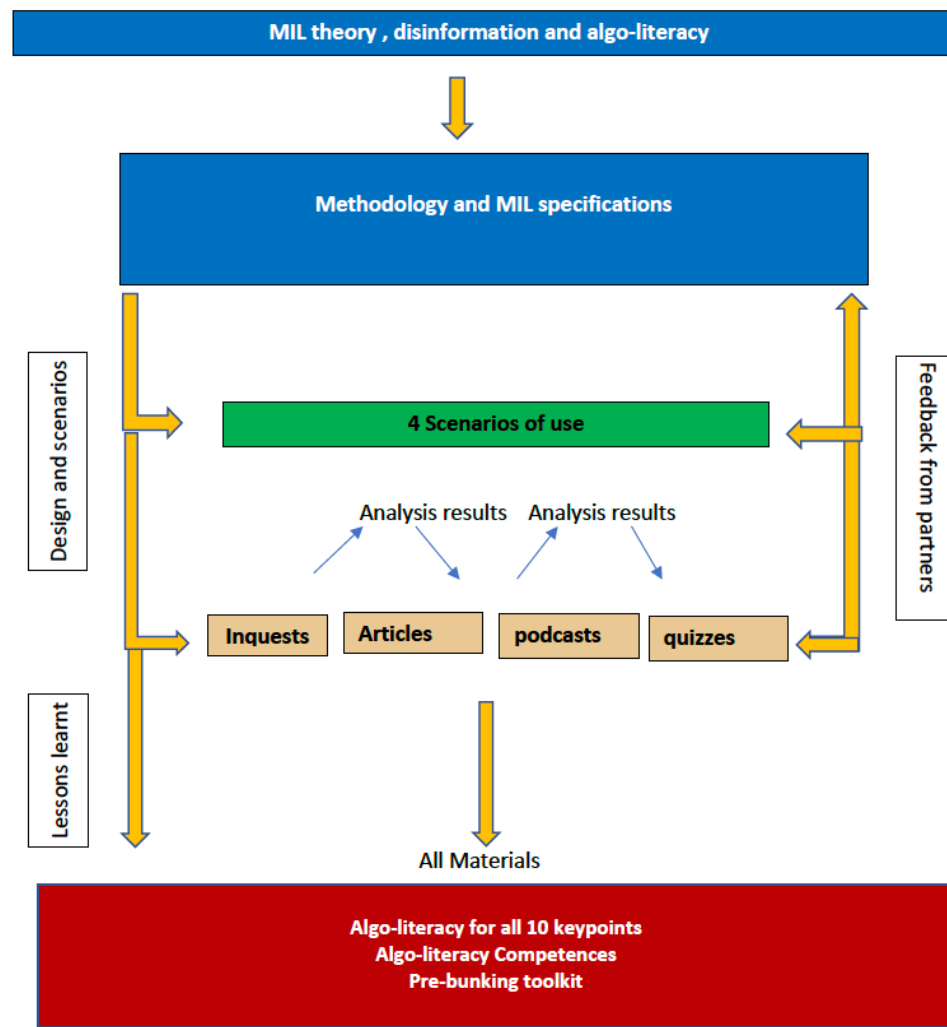 MIL theory , disinformation and algo-literacy
Methodology and MIL specifications
Design and scenarios
Feedback from partners
4 Scenarios of use
Analysis results
Analysis results
Inquests
Articles
podcasts
quizzes
Lessons learnt
All Materials
Algo-literacy for all 10 keypoints
Algo-literacy Competences
Pre-bunking toolkit